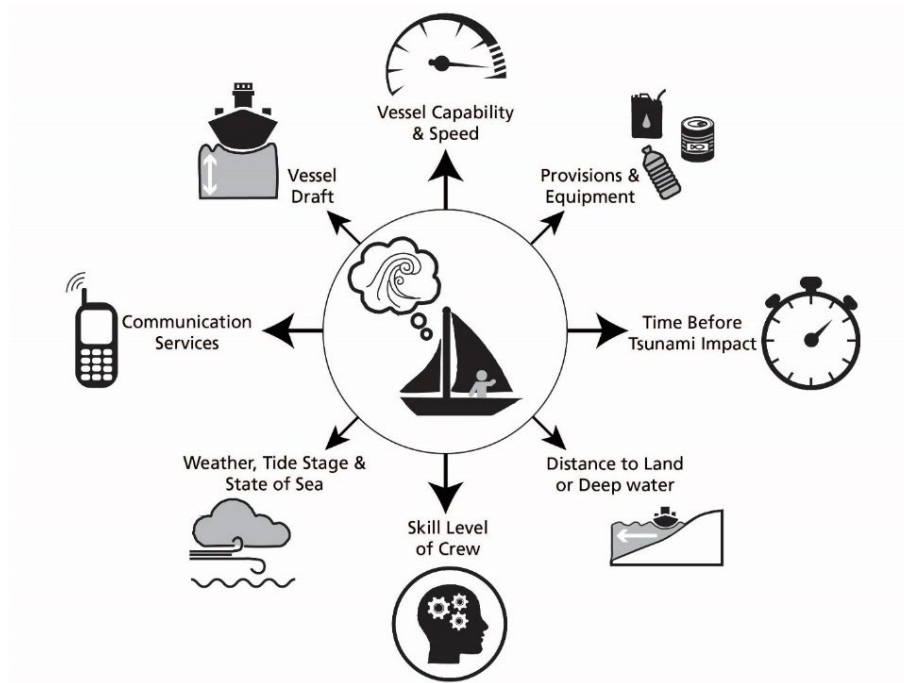 Vessel Capability
& Speed
Vessel
Draft
Provisions &
Equipment
Communication
Services
Time Before
Tsunami Impact
Weather, Tide Stage &
State of Sea
Distance to Land
or Deep water
Skill Level
of Crew